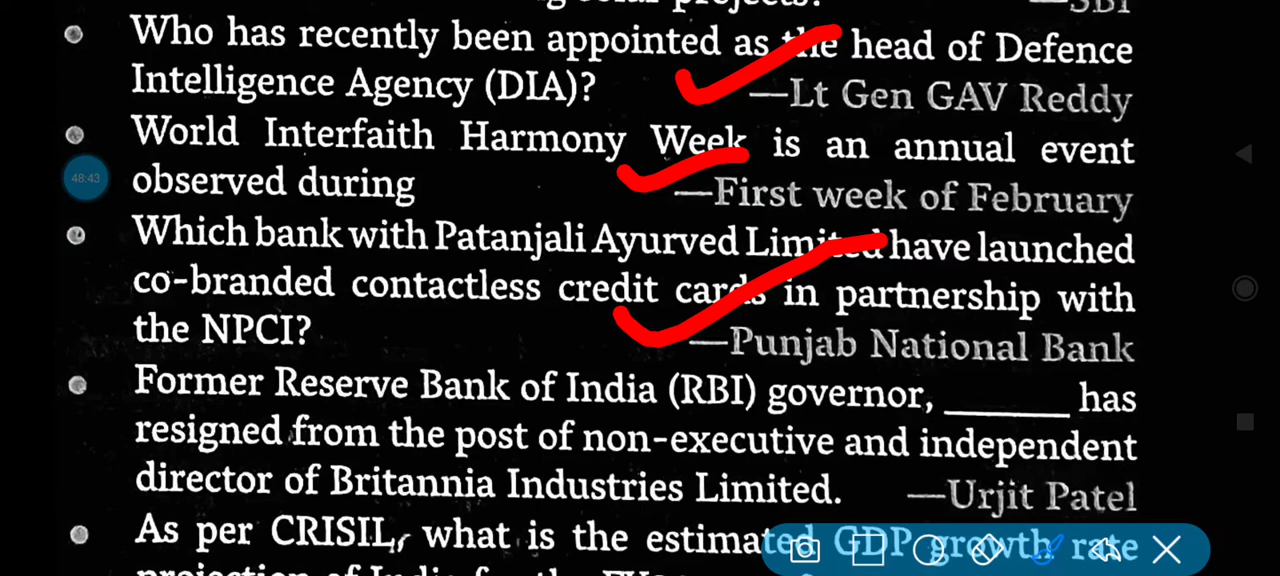 —SBI
Who has recently been appointed as the head of Defence
Intelligence Agency (DIA)? —Lt Gen GAV Reddy
World Interfaith Harmony Week is an annual event
48:43
observed during —First week of February
Which bank with Patanjali Ayurved Limited have launched
co-branded contactless credit cards in partnership with
the NPCI? —Punjab National Bank
Former Reserve Bank of India (RBI) governor, ______ has
resigned from the post of non-executive and independent
director of Britannia Industries Limited. —Urjit Patel
As per CRISIL, what is the estimated GDP growth rate